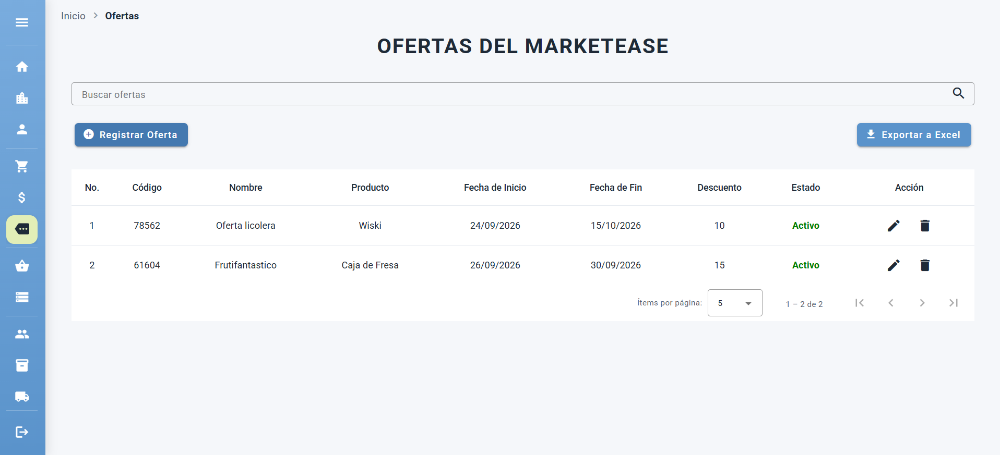 Inicio > Ofertas
OFERTAS DEL MARKETEASE
Buscar ofertas
Registrar Oferta
Exportar a Excel
No. Código Nombre Producto Fecha de Inicio Fecha de Fin Descuento Estado Acción
1 78562 Oferta licolera Wiski 24/09/2026 15/10/2026 10 Activo
2 61604 Frutifantastico Caja de Fresa 26/09/2026 30/09/2026 15 Activo
Ítems por página: 5 1 – 2 de 2